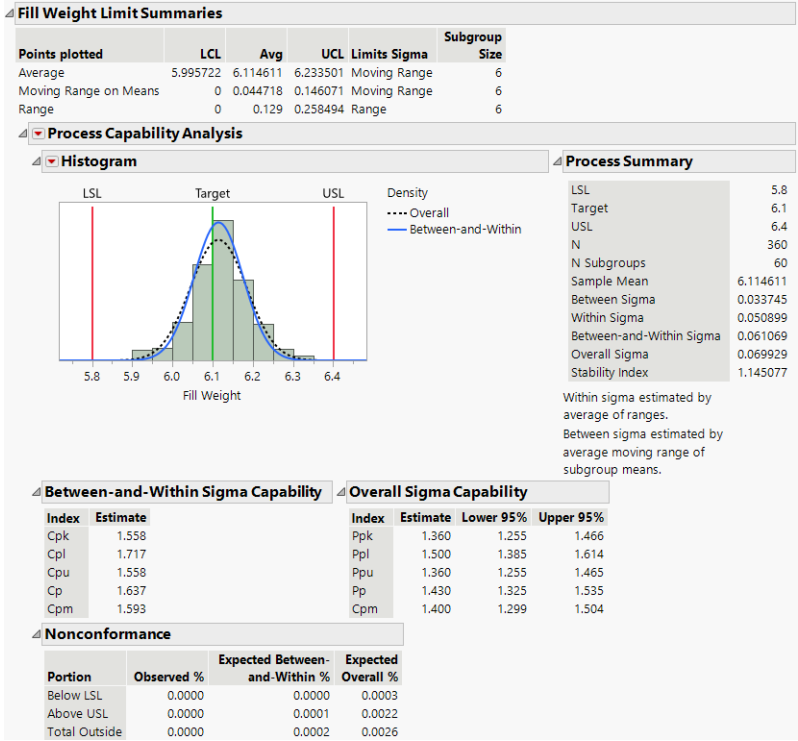 Fill Weight Limit Summaries
Subgroup
Points plotted LCL Avg UCL Limits Sigma Size
Average 5.995722 6.114611 6.233501 Moving Range 6
Moving Range on Means 0 0.044718 0.146071 Moving Range 6
Range 0 0.129 0.258494 Range 6
Process Capability Analysis
Histogram
LSL Target USL
Density
Overall
Between-and-Within
5.8 5.9 6.0 6.1 6.2 6.3 6.4
Fill Weight
Process Summary
LSL 5.8
Target 6.1
USL 6.4
N 360
N Subgroups 60
Sample Mean 6.114611
Between Sigma 0.033745
Within Sigma 0.050899
Between-and-Within Sigma 0.061069
Overall Sigma 0.069929
Stability Index 1.145077
Within sigma estimated by
average of ranges.
Between sigma estimated by
average moving range of
subgroup means.
Between-and-Within Sigma Capability
Index Estimate
Cpk 1.558
Cpl 1.717
Cpu 1.558
Cp 1.637
Cpm 1.593
Overall Sigma Capability
Index Estimate Lower 95% Upper 95%
Ppk 1.360 1.255 1.466
Ppl 1.500 1.385 1.614
Ppu 1.360 1.255 1.465
Pp 1.430 1.325 1.535
Cpm 1.400 1.299 1.504
Nonconformance
Expected Between- Expected
Portion Observed % and-Within % Overall %
Below LSL 0.0000 0.0000 0.0003
Above USL 0.0000 0.0001 0.0022
Total Outside 0.0000 0.0002 0.0026